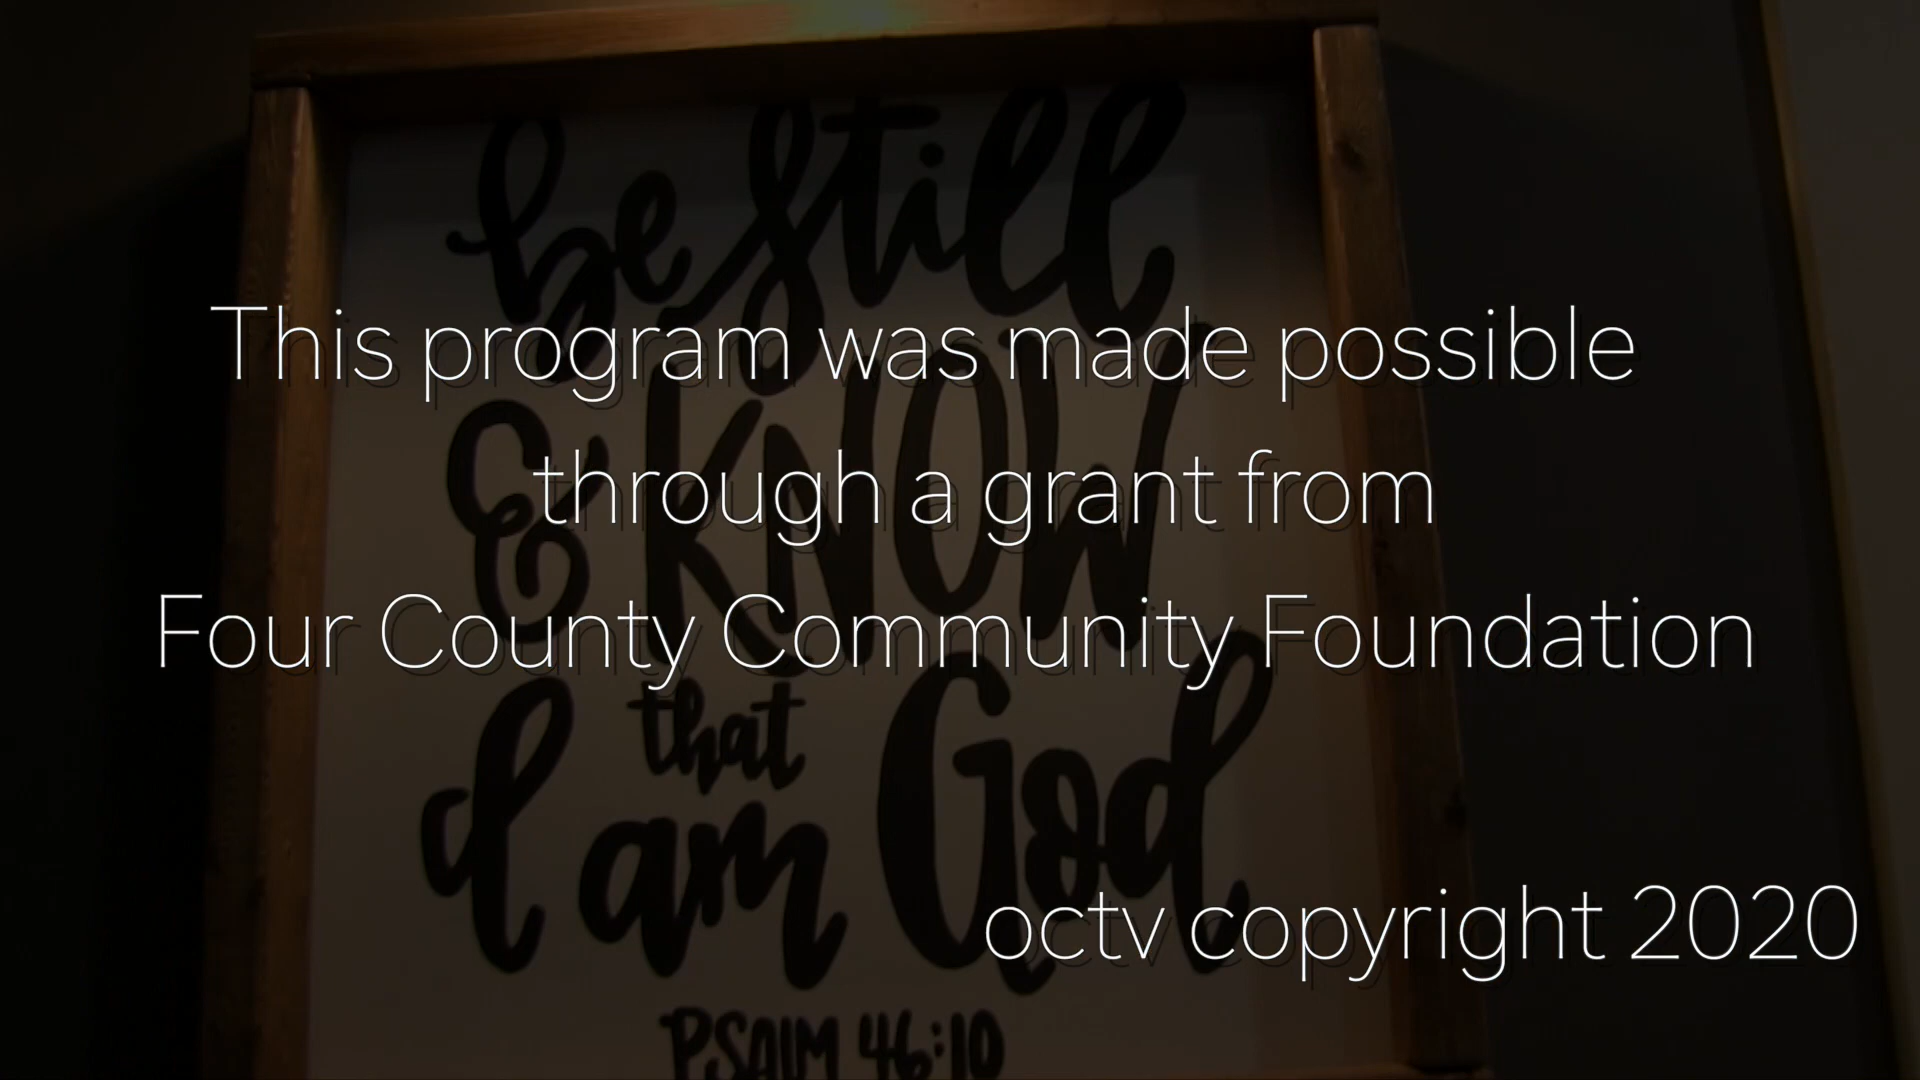 be still
This program was made possible
& KNOW
through a grant from
Four County Community Foundation
that
I am God
octv copyright 2020
PSALM 46:10